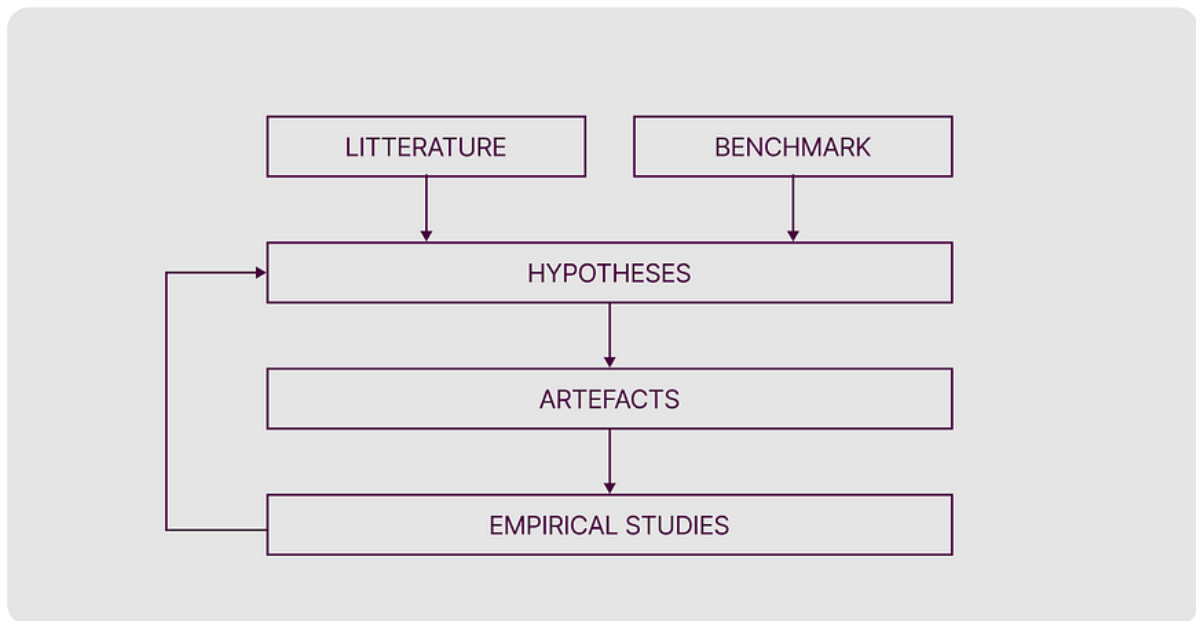 LITTERATURE
BENCHMARK
HYPOTHESES
ARTEFACTS
EMPIRICAL STUDIES